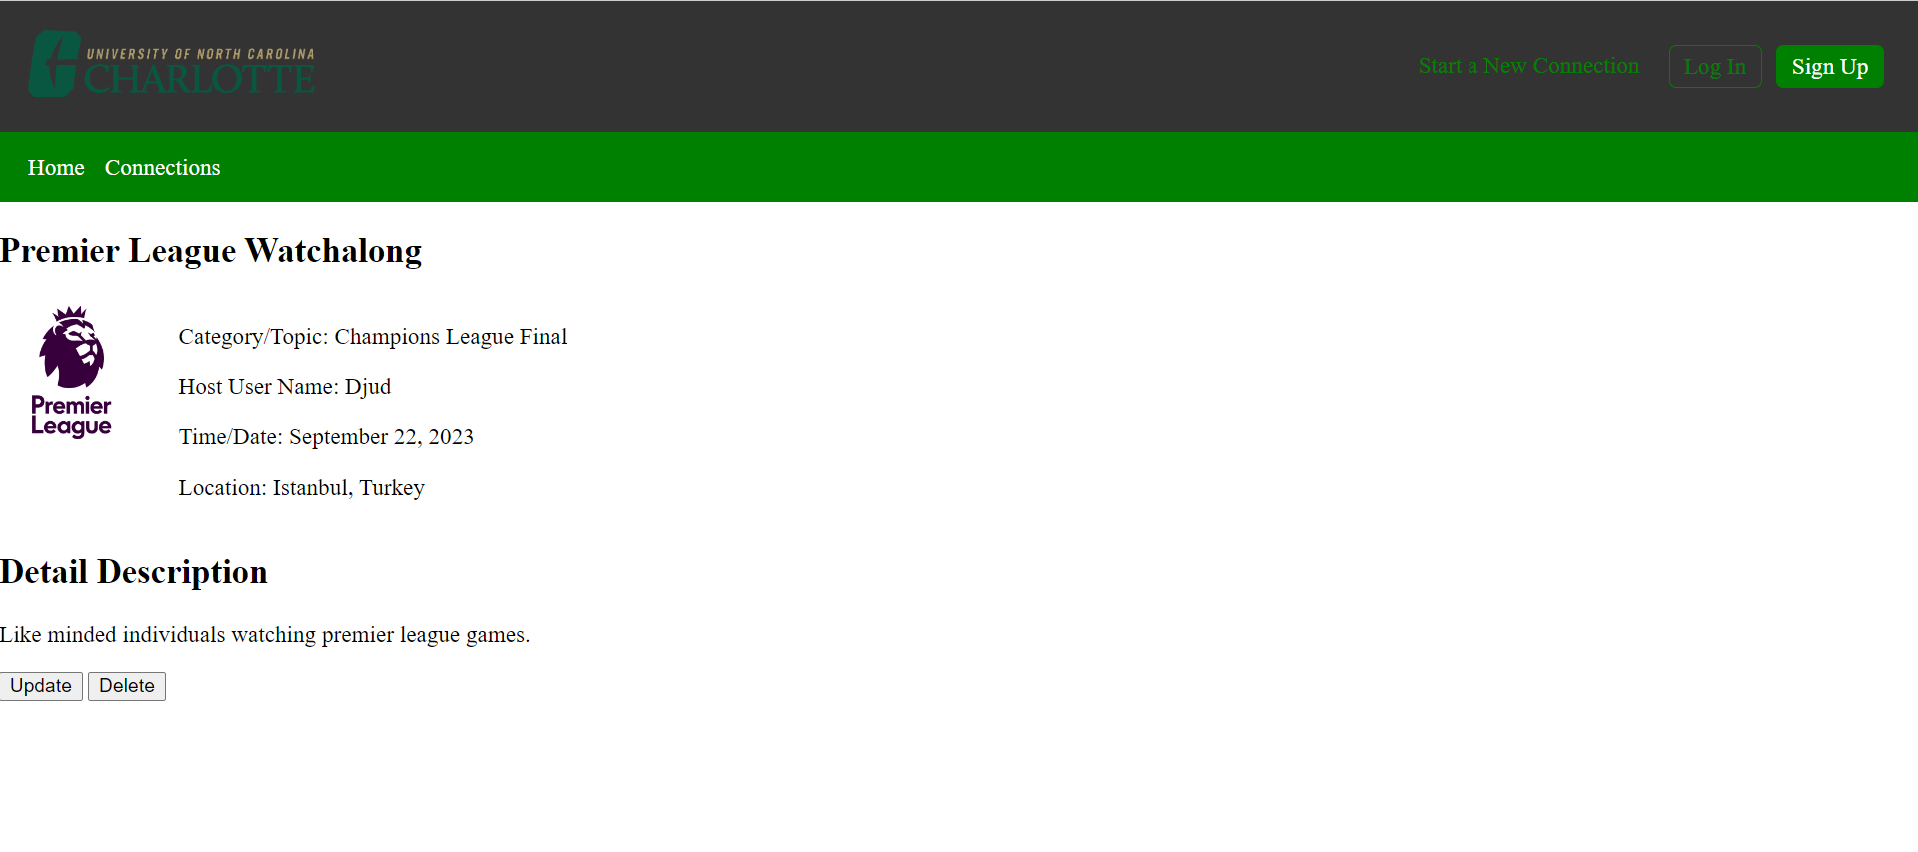 UNIVERSITY OF NORTH CAROLINA
CHARLOTTE
Start a New Connection Log In Sign Up
Home Connections
Premier League Watchalong
Premier
League
Category/Topic: Champions League Final
Host User Name: Djud
Time/Date: September 22, 2023
Location: Istanbul, Turkey
Detail Description
Like minded individuals watching premier league games.
Update Delete